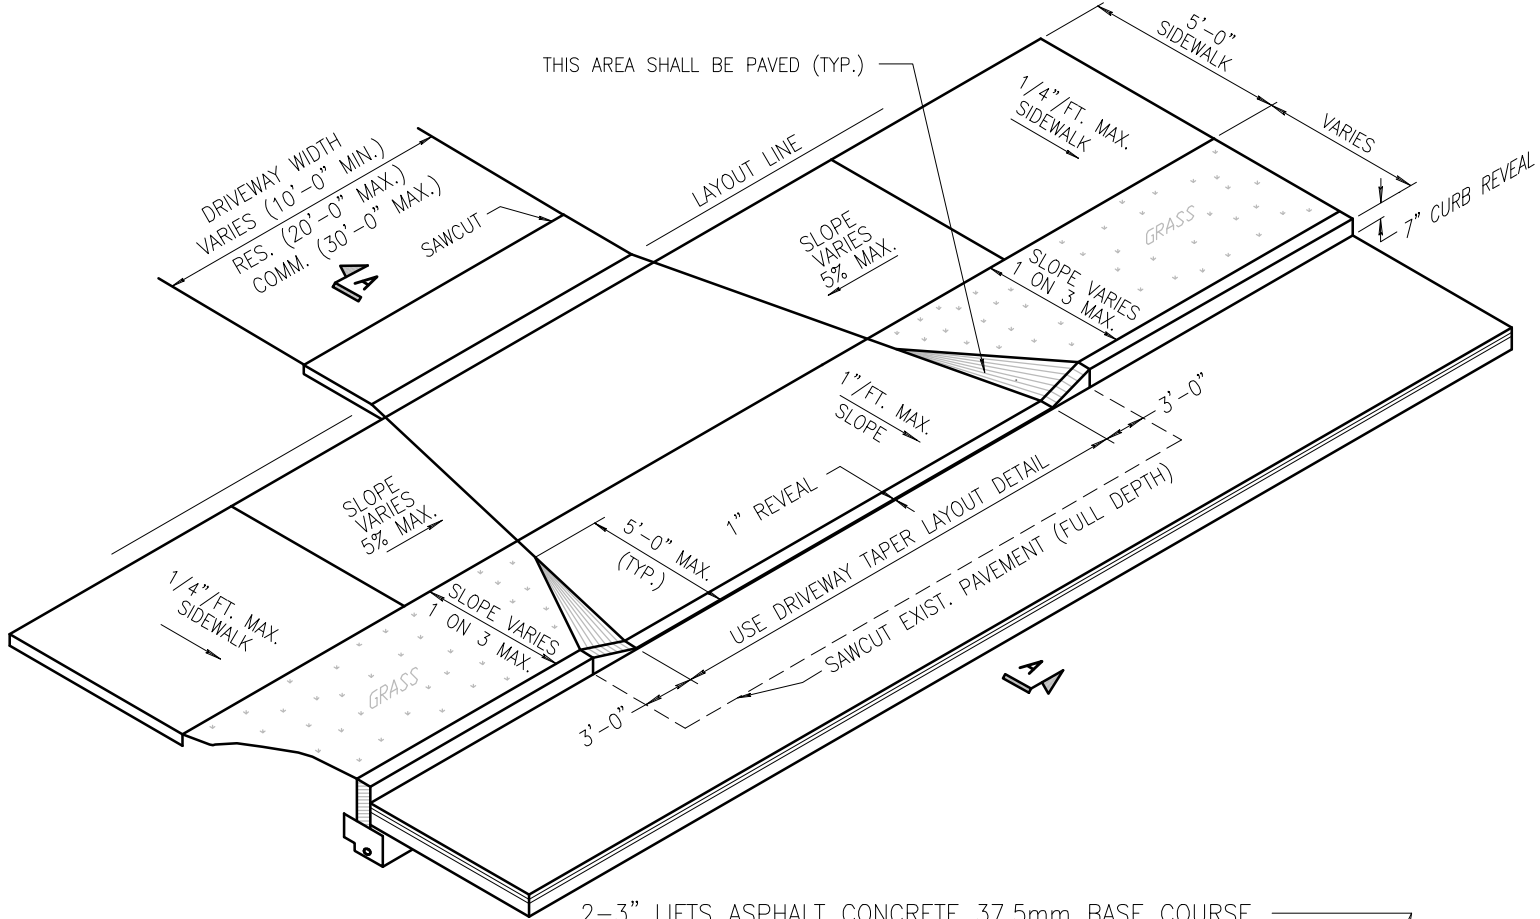 5'-0"
SIDEWALK
THIS AREA SHALL BE PAVED (TYP.)
1/4"/FT. MAX.
SIDEWALK
VARIES
7" CURB REVEAL
DRIVEWAY WIDTH
VARIES (10'-0" MIN.)
RES. (20'-0" MAX.)
COMM. (30'-0" MAX.)
LAYOUT LINE
SAWCUT
A
SLOPE
VARIES
5% MAX.
GRASS
SLOPE VARIES
1 ON 3 MAX.
1"/FT. MAX.
SLOPE
3'-0"
SLOPE
VARIES
5% MAX.
1" REVEAL
5'-0" MAX.
(TYP.)
USE DRIVEWAY TAPER LAYOUT DETAIL
SAWCUT EXIST. PAVEMENT (FULL DEPTH)
1/4"/FT. MAX.
SIDEWALK
SLOPE VARIES
1 ON 3 MAX.
GRASS
A
3'-0"
2-3" LIFTS ASPHALT CONCRETE 37.5mm BASE COURSE